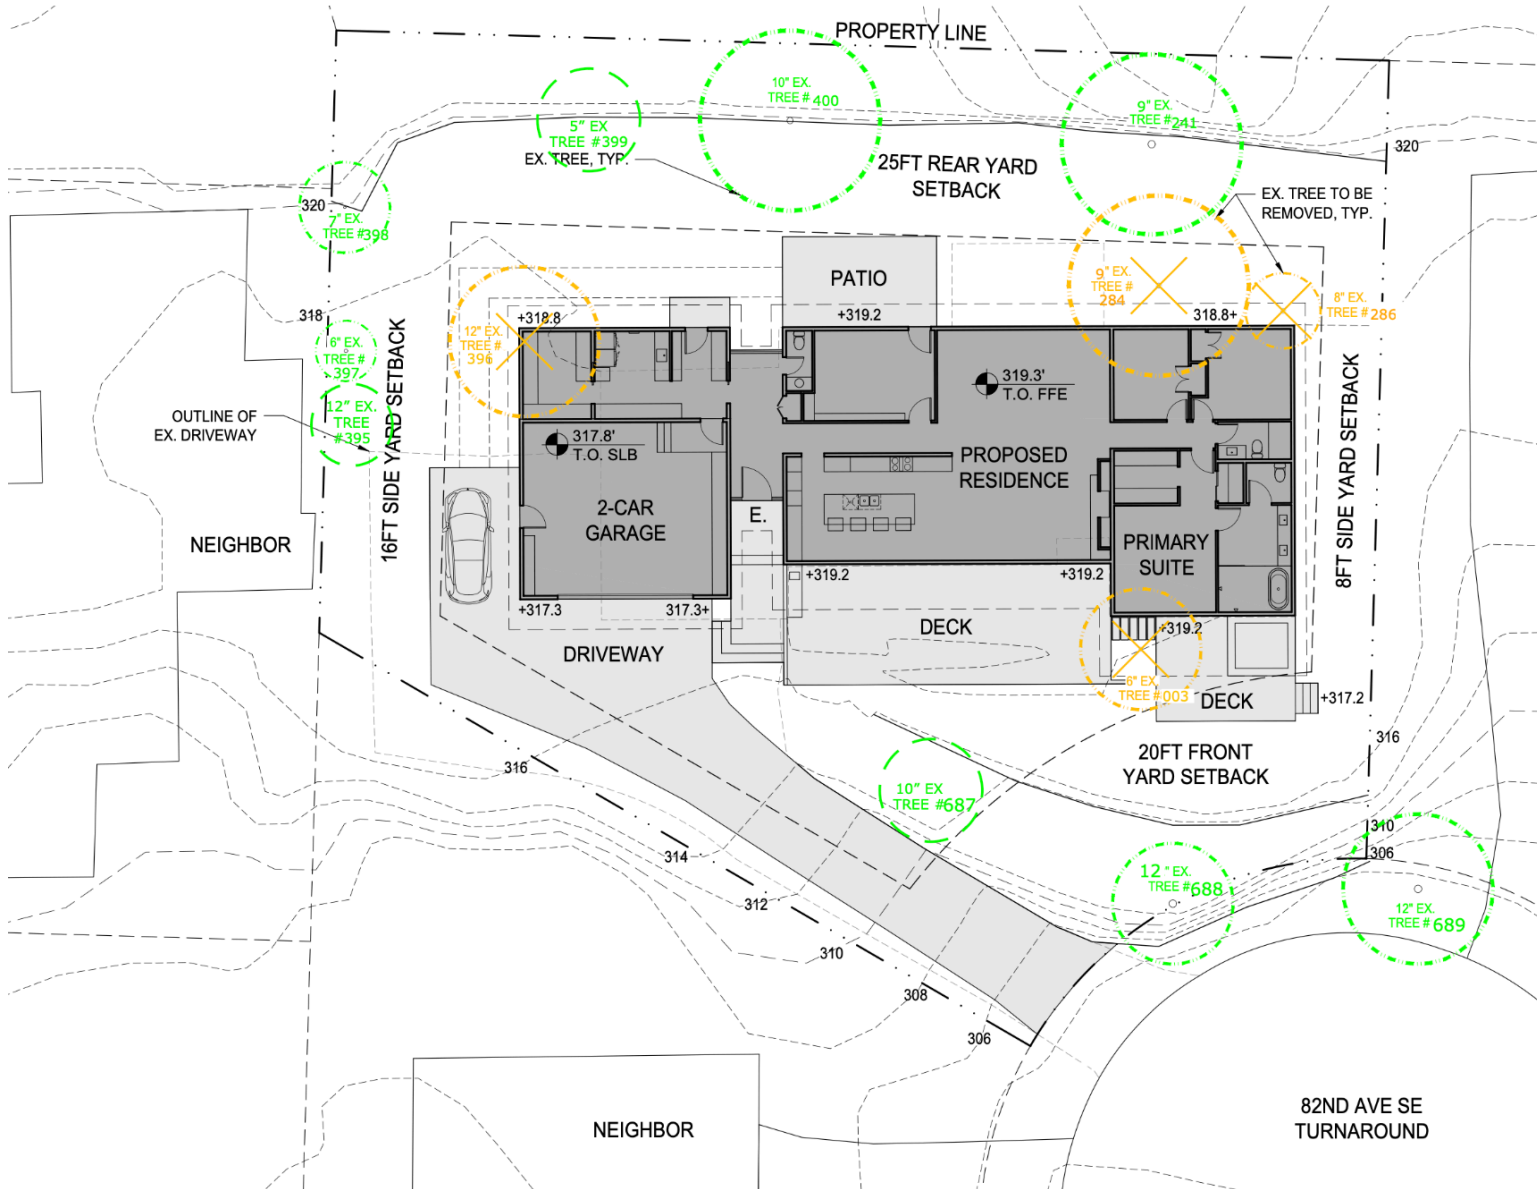 PROPERTY LINE
10" EX.
TREE # 400
9" EX.
TREE # 241
5" EX
TREE #399
EX. TREE, TYP.
25FT REAR YARD
SETBACK
320
EX. TREE TO BE
REMOVED, TYP.
320
7" EX.
TREE #398
PATIO
+319.2
9" EX.
TREE #
284
318.8+
8" EX.
TREE # 286
318
+318.8
12" EX.
TREE #
396
6" EX.
TREE #
397
16FT SIDE YARD SETBACK
8FT SIDE YARD SETBACK
319.3'
T.O. FFE
OUTLINE OF
EX. DRIVEWAY
12" EX.
TREE
#395
317.8'
T.O. SLB
PROPOSED
RESIDENCE
2-CAR
GARAGE
E.
NEIGHBOR
PRIMARY
SUITE
+317.3
317.3+
+319.2
+319.2
DECK
+319.2
DRIVEWAY
6" EX.
TREE #003
DECK
+317.2
316
20FT FRONT
YARD SETBACK
316
10" EX
TREE #687
310
306
314
12 " EX.
TREE #688
312
12" EX.
TREE # 689
310
308
306
NEIGHBOR
82ND AVE SE
TURNAROUND